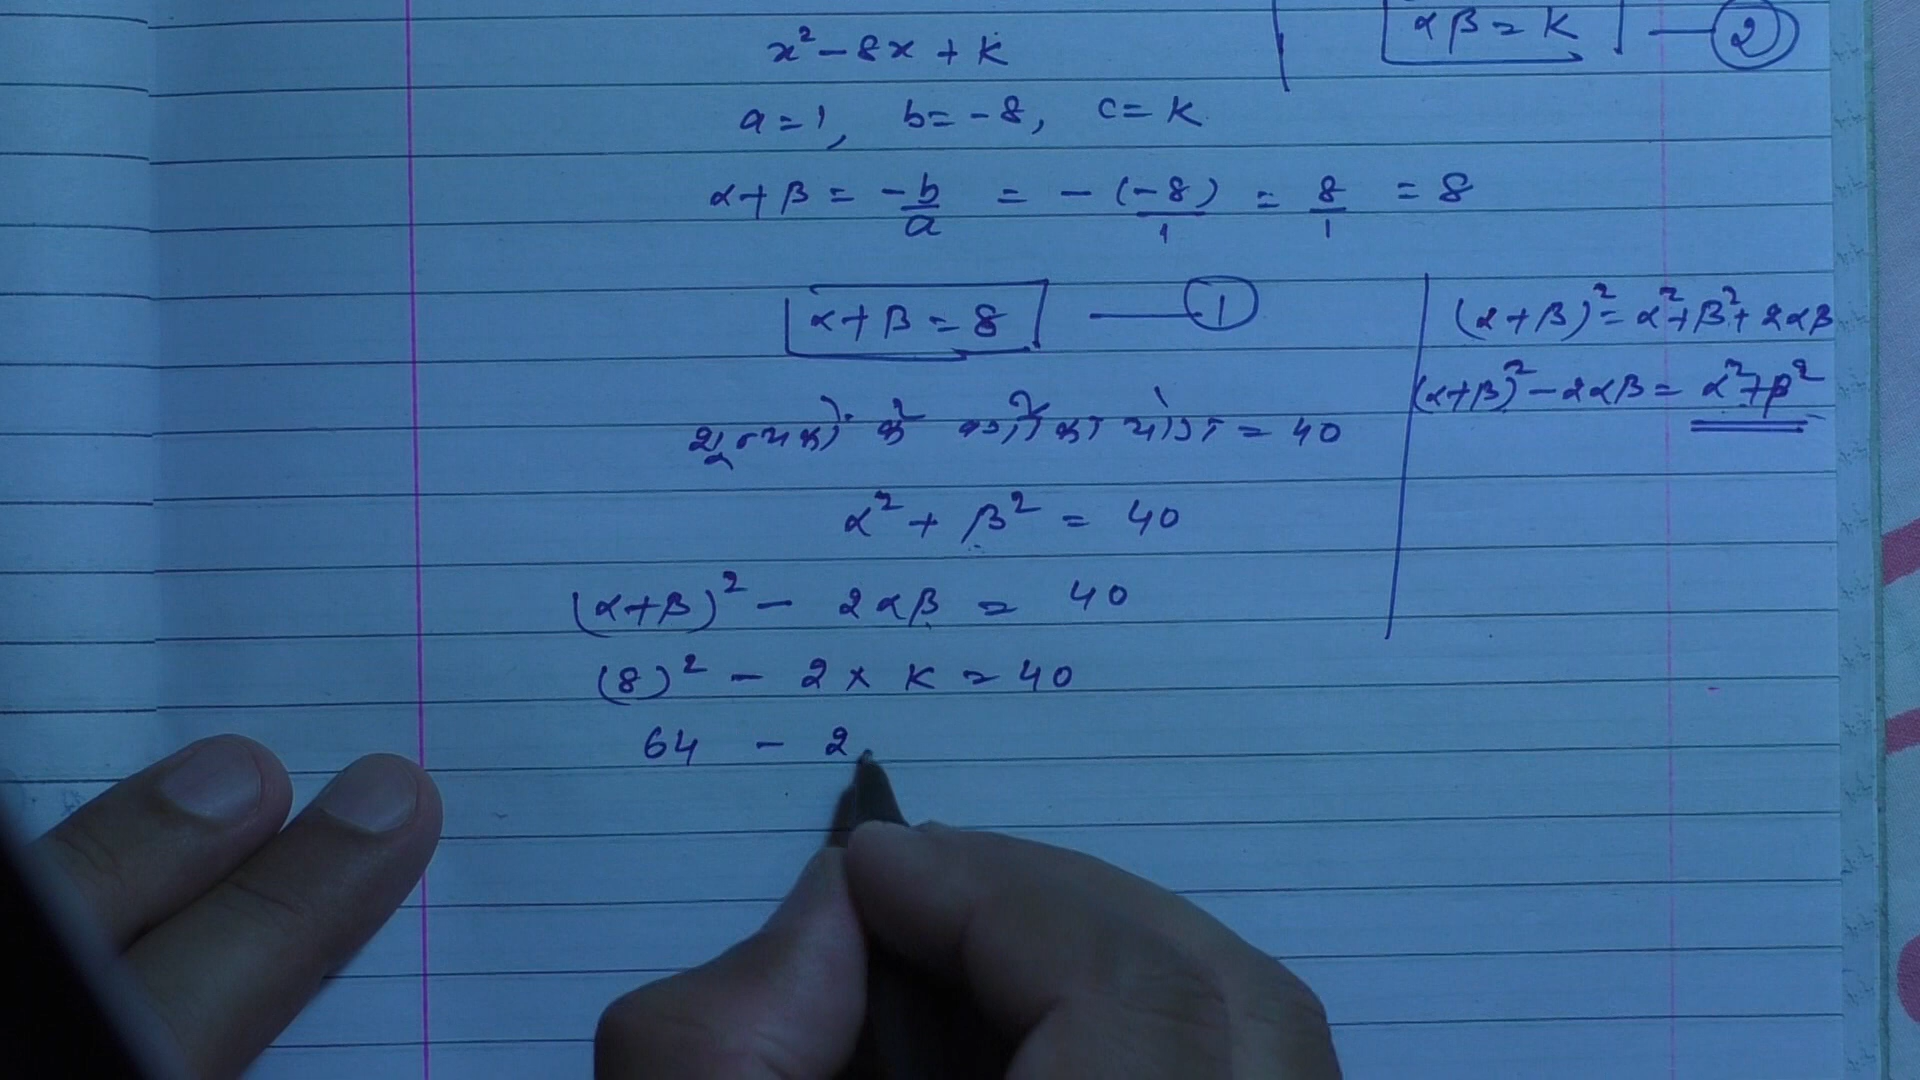 x² - 8x + k
αβ = K — ②
a = 1, b = -8, c = K
α + β = -b/a = -(-8)/1 = 8/1 = 8
α + β = 8 — ①
शून्यकों के वर्गों का योग = 40
α² + β² = 40
(α+β)² - 2αβ = 40
(8)² - 2 × K = 40
64 - 2
(α+β)² = α²+β²+2αβ
(α+β)² - 2αβ = α²+β²